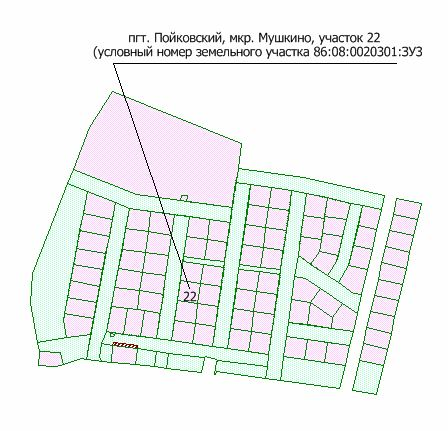 пгт. Пойковский, мкр. Мушкино, участок 22
(условный номер земельного участка 86:08:0020301:ЗУ3
22